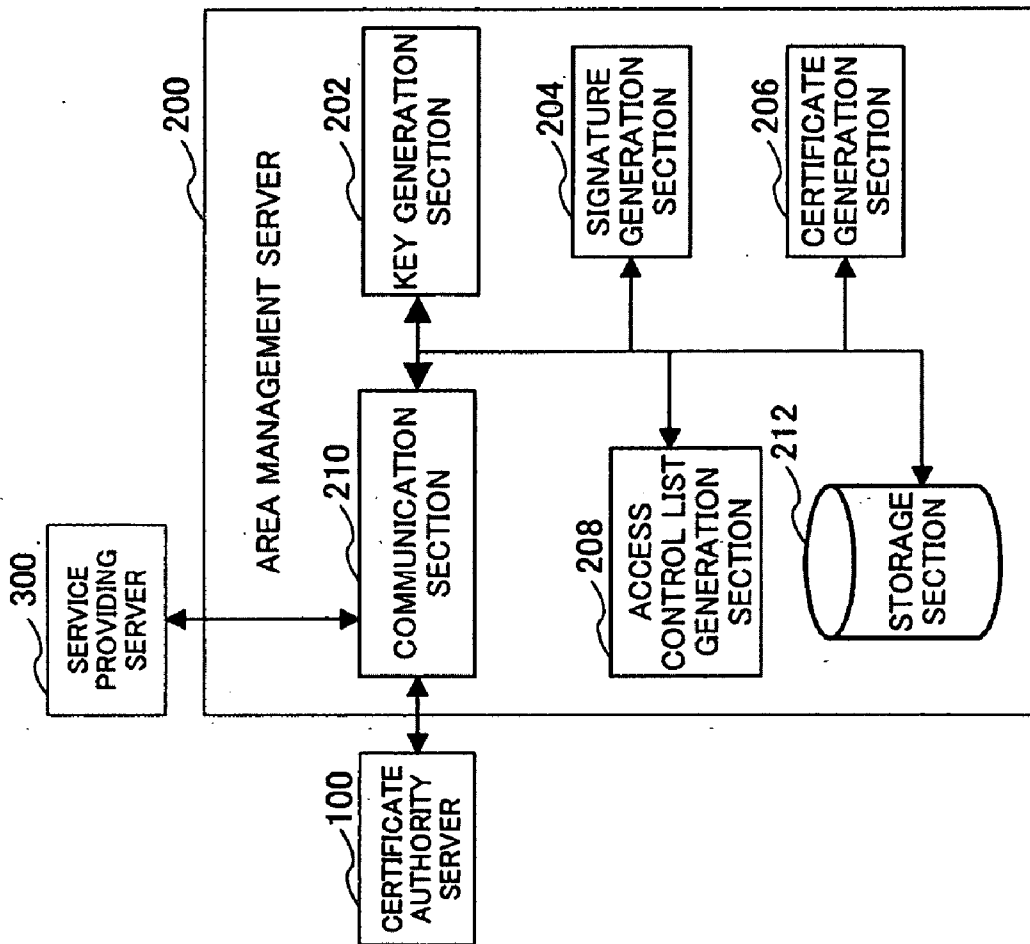 200
AREA MANAGEMENT SERVER
300
SERVICE
PROVIDING
SERVER
100
CERTIFICATE
AUTHORITY
SERVER
210
COMMUNICATION
SECTION
202
KEY GENERATION
SECTION
204
SIGNATURE
GENERATION
SECTION
206
CERTIFICATE
GENERATION
SECTION
208
ACCESS
CONTROL LIST
GENERATION
SECTION
212
STORAGE
SECTION